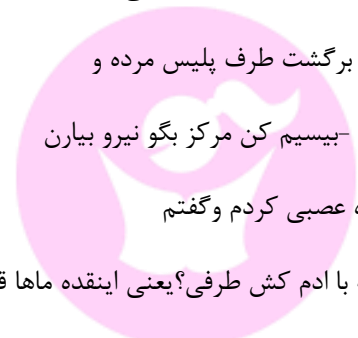 برگشت طرف پلیس مرده و
-بیسیم کن مرکز بگو نیرو بیارن
عصبی کردم وگفتم
با ادم کش طرفی؟یعنی اینقده ماها